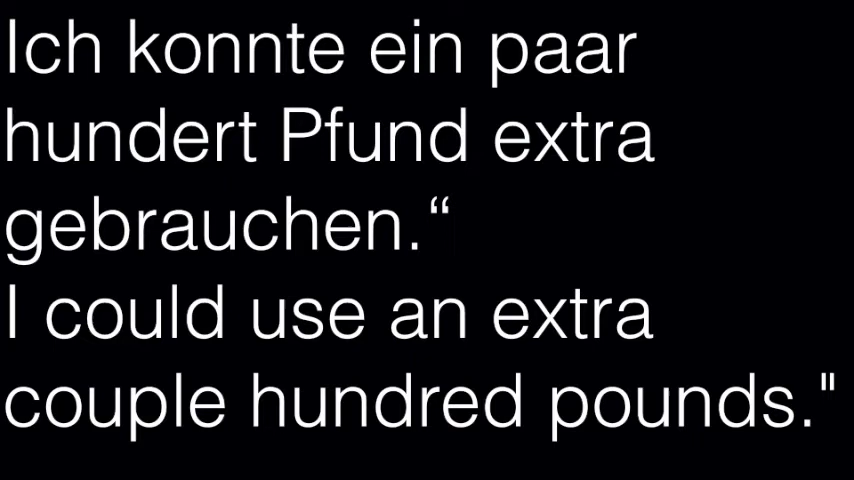 Ich konnte ein paar
hundert Pfund extra
gebrauchen.“
I could use an extra
couple hundred pounds."